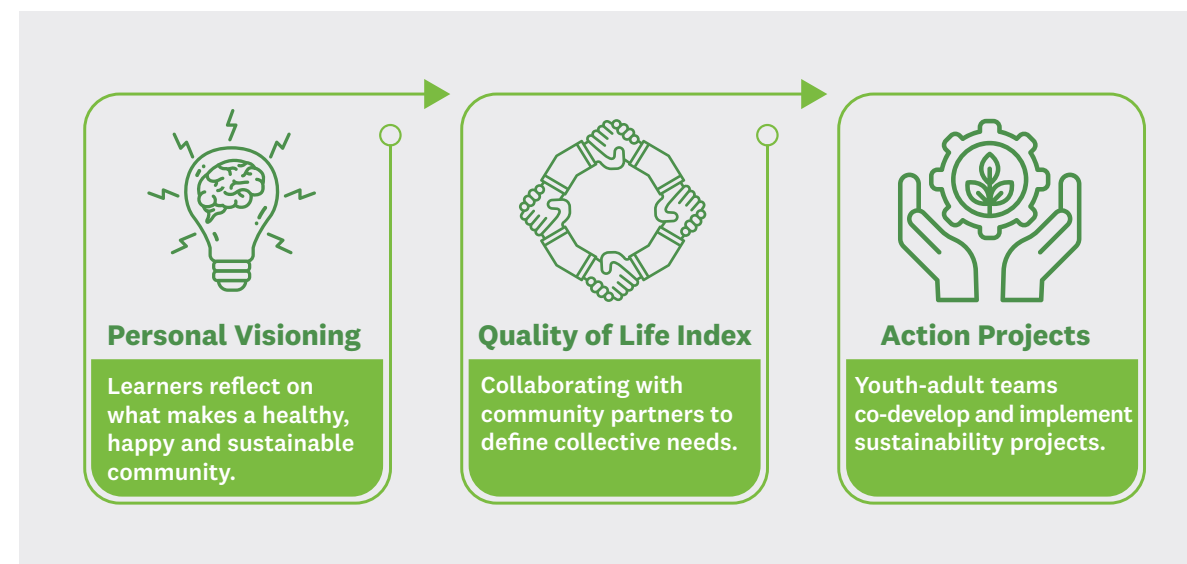 Personal Visioning
Learners reflect on
what makes a healthy,
happy and sustainable
community.
Quality of Life Index
Collaborating with
community partners to
define collective needs.
Action Projects
Youth-adult teams
co-develop and implement
sustainability projects.